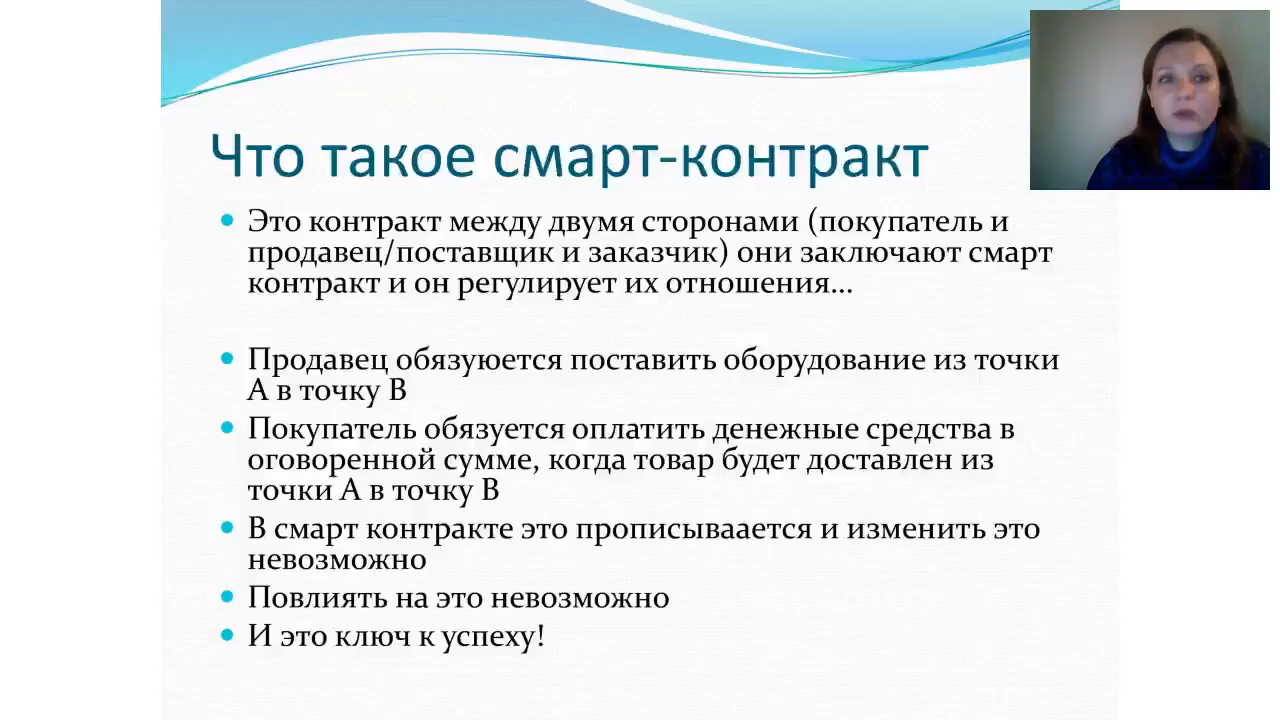 Что такое смарт-контракт
Это контракт между двумя сторонами (покупатель и
продавец/поставщик и заказчик) они заключают смарт
контракт и он регулирует их отношения...
Продавец обязуюется поставить оборудование из точки
А в точку В
Покупатель обязуется оплатить денежные средства в
оговоренной сумме, когда товар будет доставлен из
точки А в точку В
В смарт контракте это прописываается и изменить это
невозможно
Повлиять на это невозможно
И это ключ к успеху!